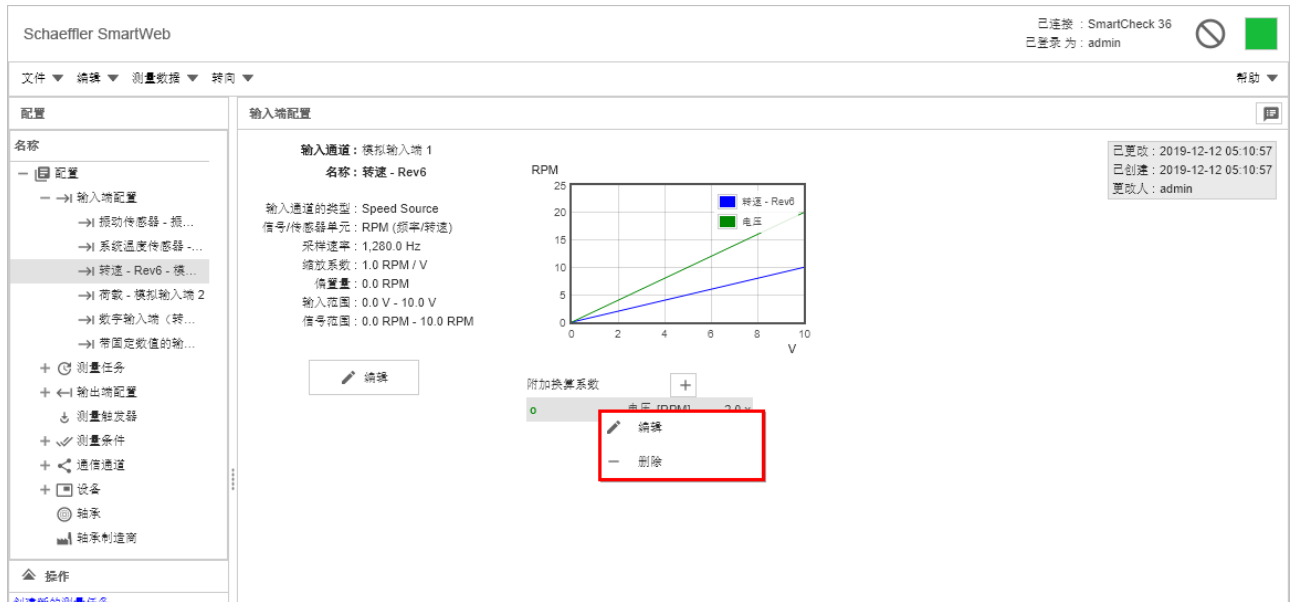 Schaeffler SmartWeb
已连接 : SmartCheck 36
已登录 为 : admin
文件 编辑 测量数据 转向 帮助
配置
名称
配置
输入端配置
振动传感器 - 振...
系统温度传感器 -...
转速 - Rev6 - 模...
荷载 - 模拟输入端 2
数字输入端（转...
带固定数值的输...
测量任务
输出端配置
测量触发器
测量条件
通信通道
设备
轴承
轴承制造商
操作
创建新的测量任务
输入端配置
输入通道 : 模拟输入端 1
名称 : 转速 - Rev6
输入通道的类型 : Speed Source
信号/传感器单元 : RPM (频率/转速)
采样速率 : 1,280.0 Hz
缩放系数 : 1.0 RPM / V
偏置量 : 0.0 RPM
输入范围 : 0.0 V - 10.0 V
信号范围 : 0.0 RPM - 10.0 RPM
编辑
RPM
25
20
15
10
5
0
0 2 4 6 8 10
V
转速 - Rev6
电压
附加换算系数 +
o 电压 [RPM] 2.0 x
编辑
删除
已更改 : 2019-12-12 05:10:57
已创建 : 2019-12-12 05:10:57
更改人 : admin